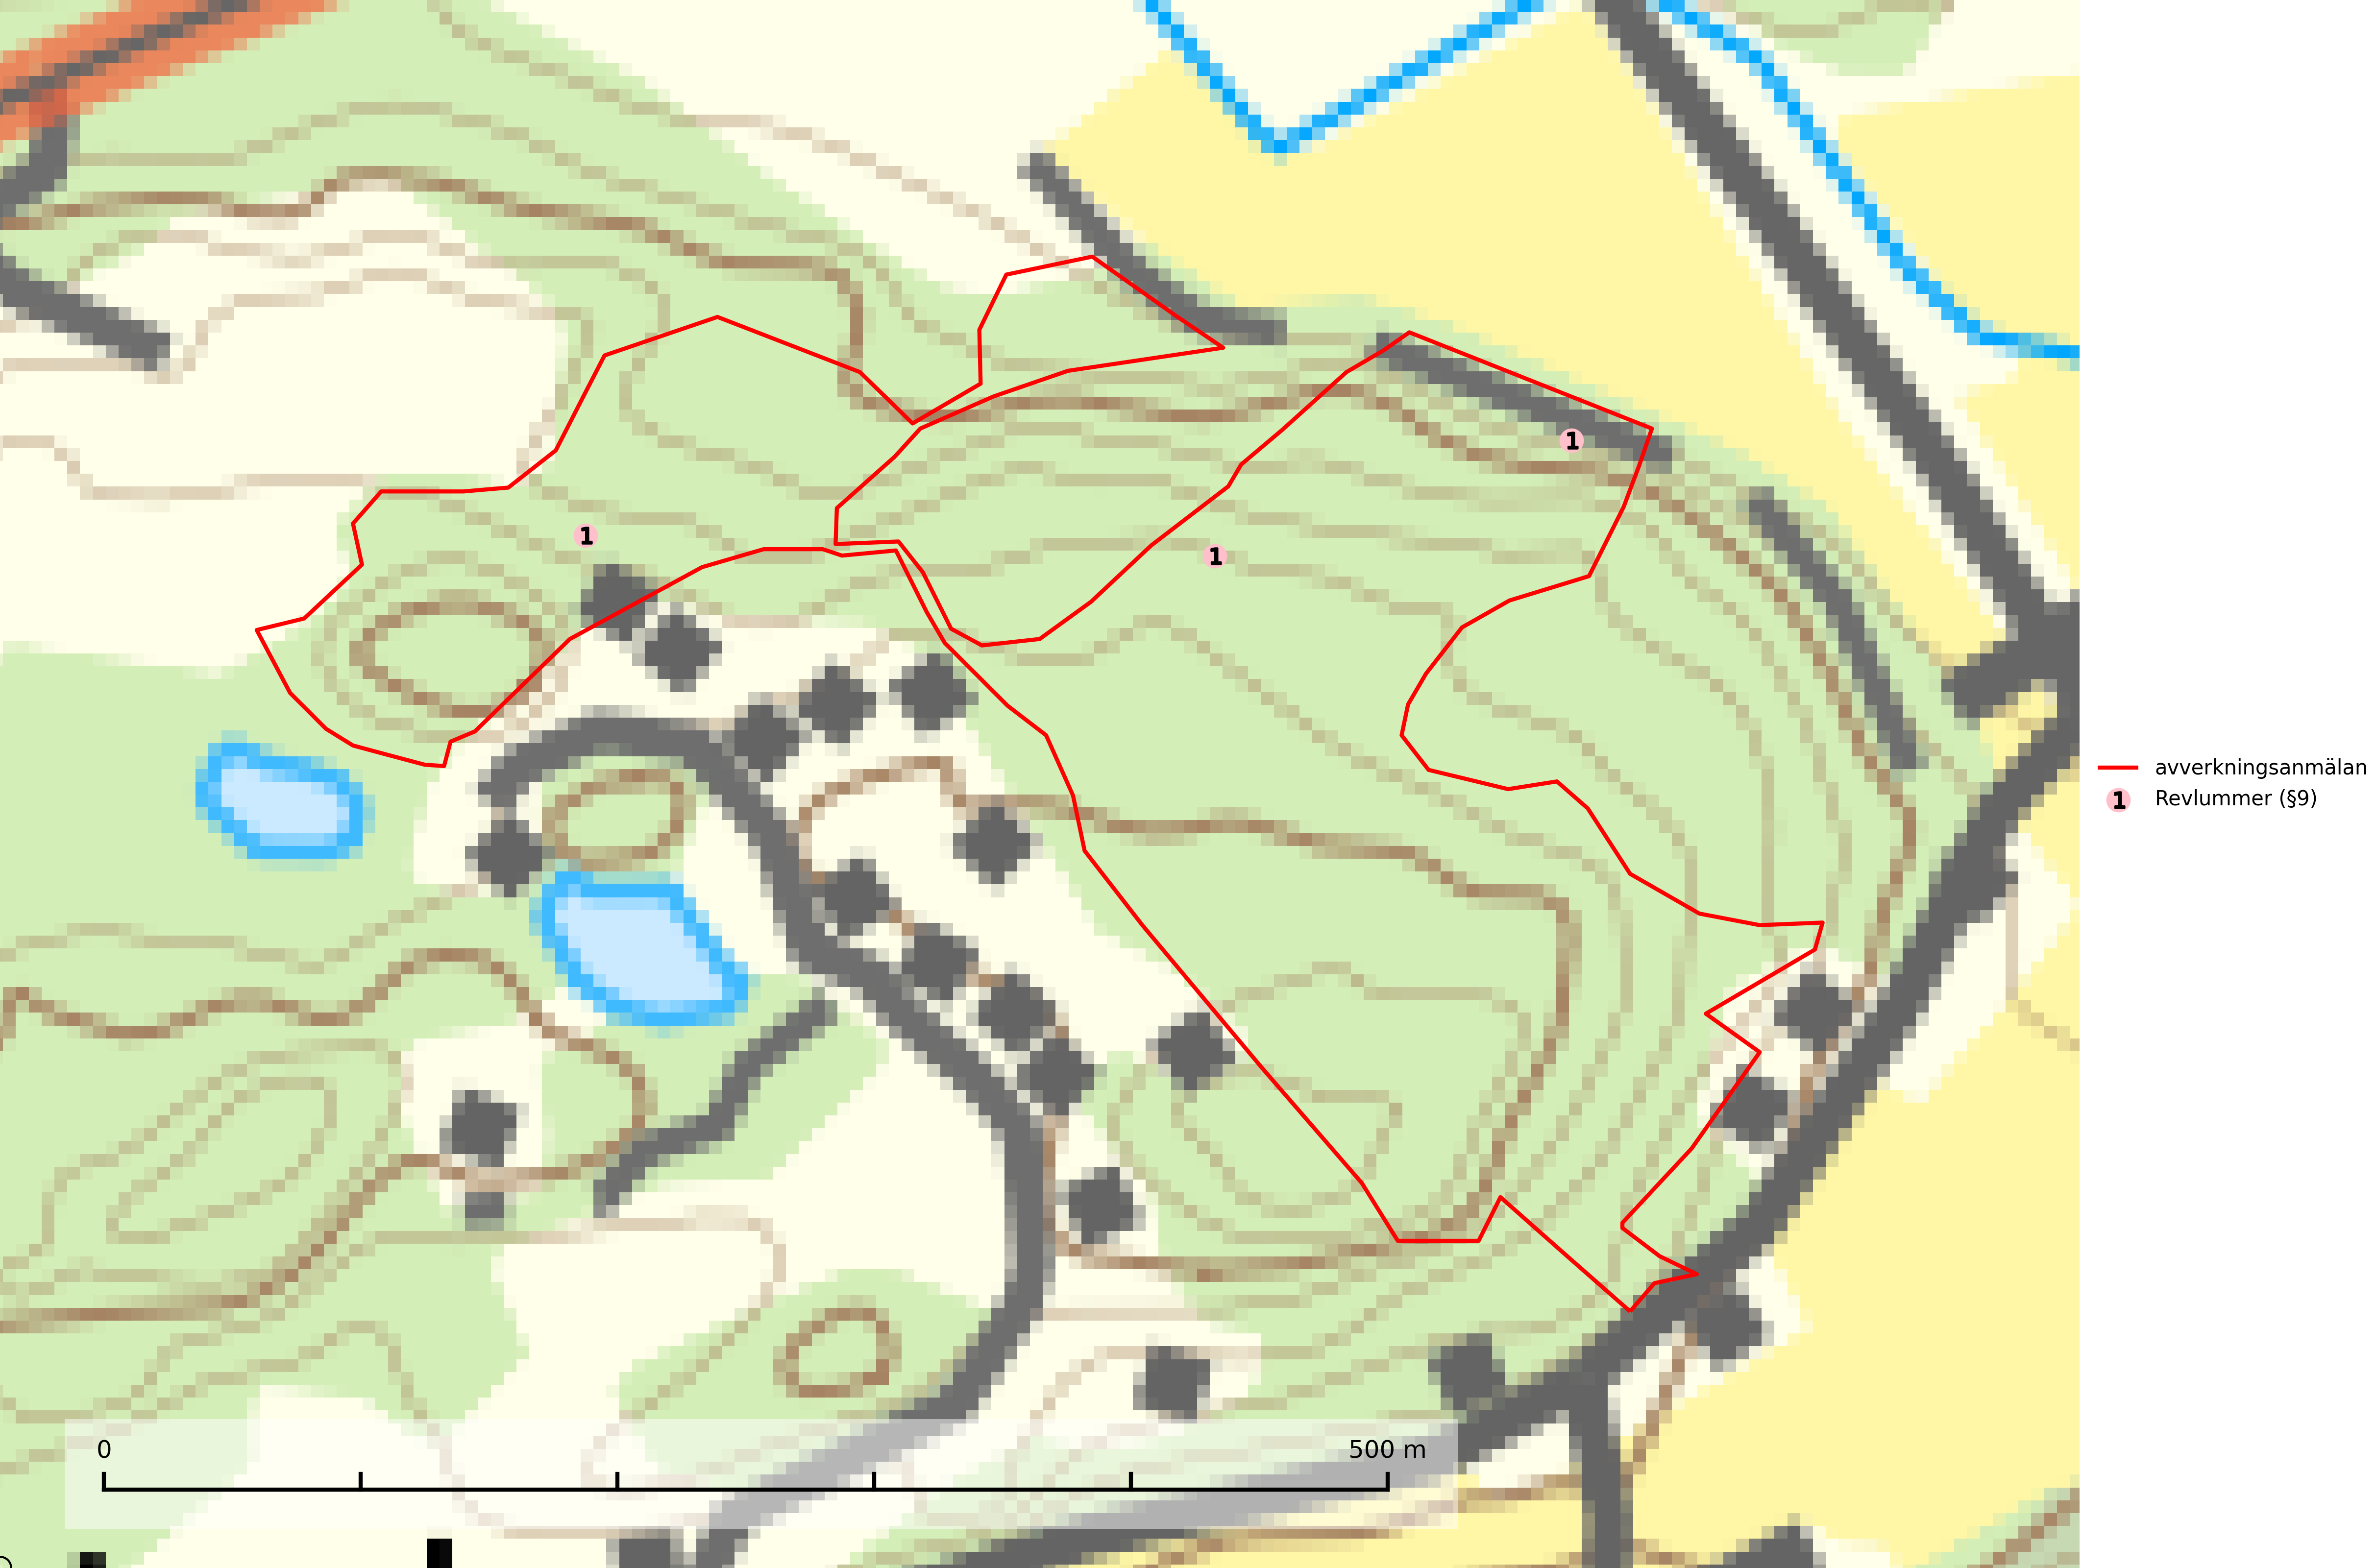 1
1
1
avverkningsanmälan
1 Revlummer (§9)
0 500 m